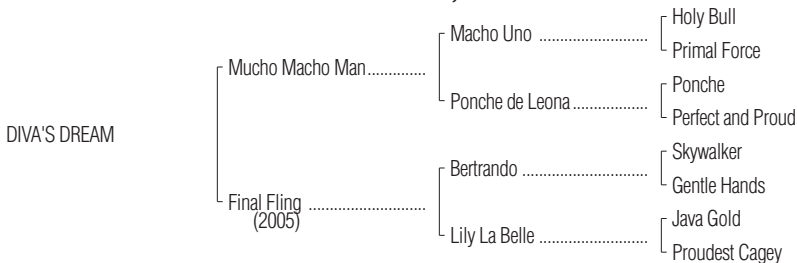 Holy Bull
Macho Uno ..................
Primal Force
Mucho Macho Man..............
Ponche
Ponche de Leona..................
Perfect and Proud
DIVA'S DREAM
Skywalker
Bertrando .....................
Gentle Hands
Final Fling ...........................
(2005)
Java Gold
Lily La Belle ........................
Proudest Cagey